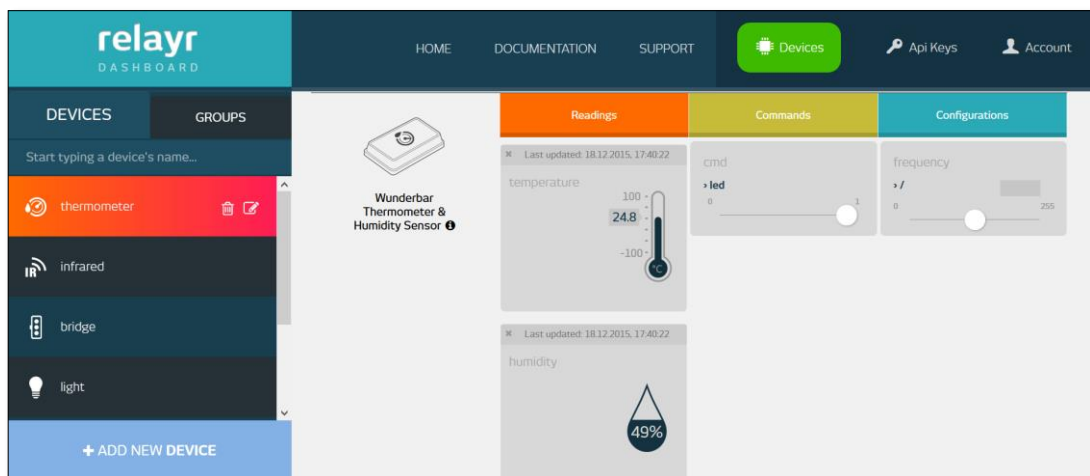 relayr
DASHBOARD
HOME
DOCUMENTATION
SUPPORT
Devices
Api Keys
Account
DEVICES
GROUPS
Start typing a device's name...
thermometer
IR
infrared
bridge
light
+ ADD NEW DEVICE
Wunderbar
Thermometer &
Humidity Sensor
Readings
Commands
Configurations
Last updated: 18.12.2015, 17:40:22
temperature
100
24.8
-100
°C
Last updated: 18.12.2015, 17:40:22
humidity
49%
cmd
› led
0
1
frequency
› /
0
255